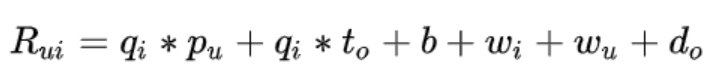 R_{ui} = q_i * p_u + q_i * t_o + b + w_i + w_u + d_o